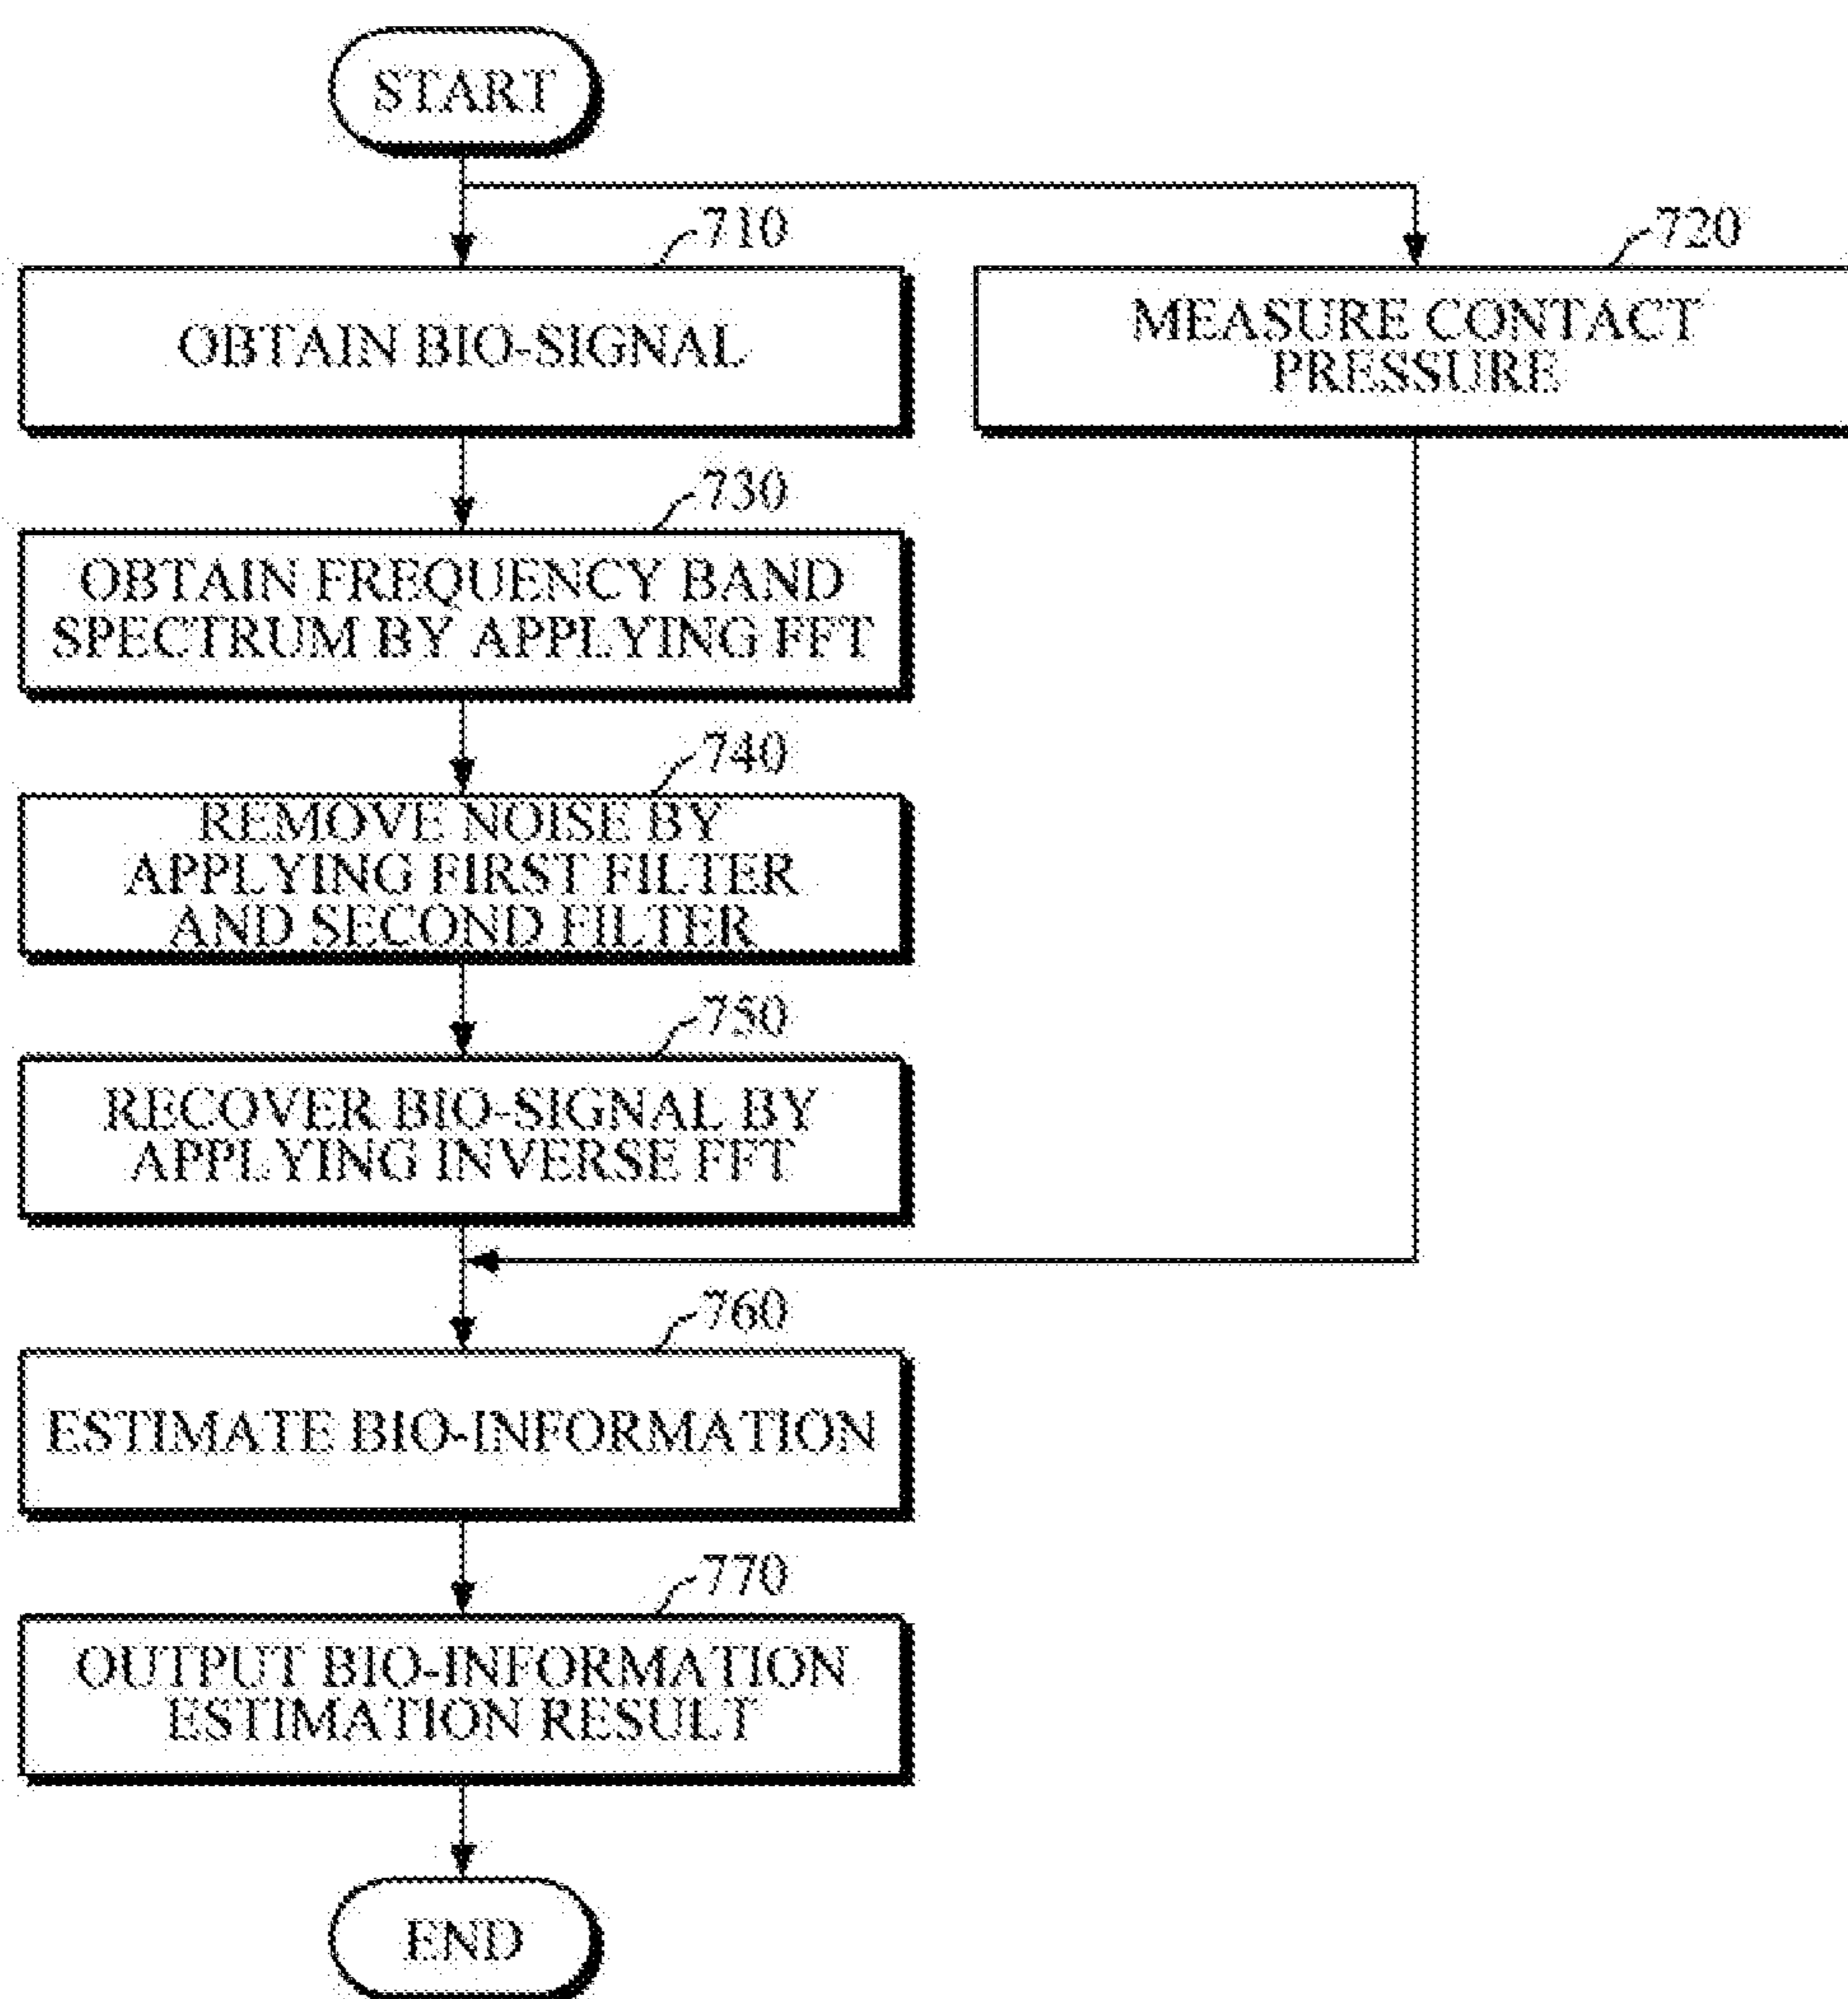 START
710
720
OBTAIN BIO-SIGNAL
MEASURE CONTACT
PRESSURE
730
OBTAIN FREQUENCY BAND
SPECTRUM BY APPLYING FFT
740
REMOVE NOISE BY
APPLYING FIRST FILTER
AND SECOND FILTER
750
RECOVER BIO-SIGNAL BY
APPLYING INVERSE FFT
760
ESTIMATE BIO-INFORMATION
770
OUTPUT BIO-INFORMATION
ESTIMATION RESULT
END